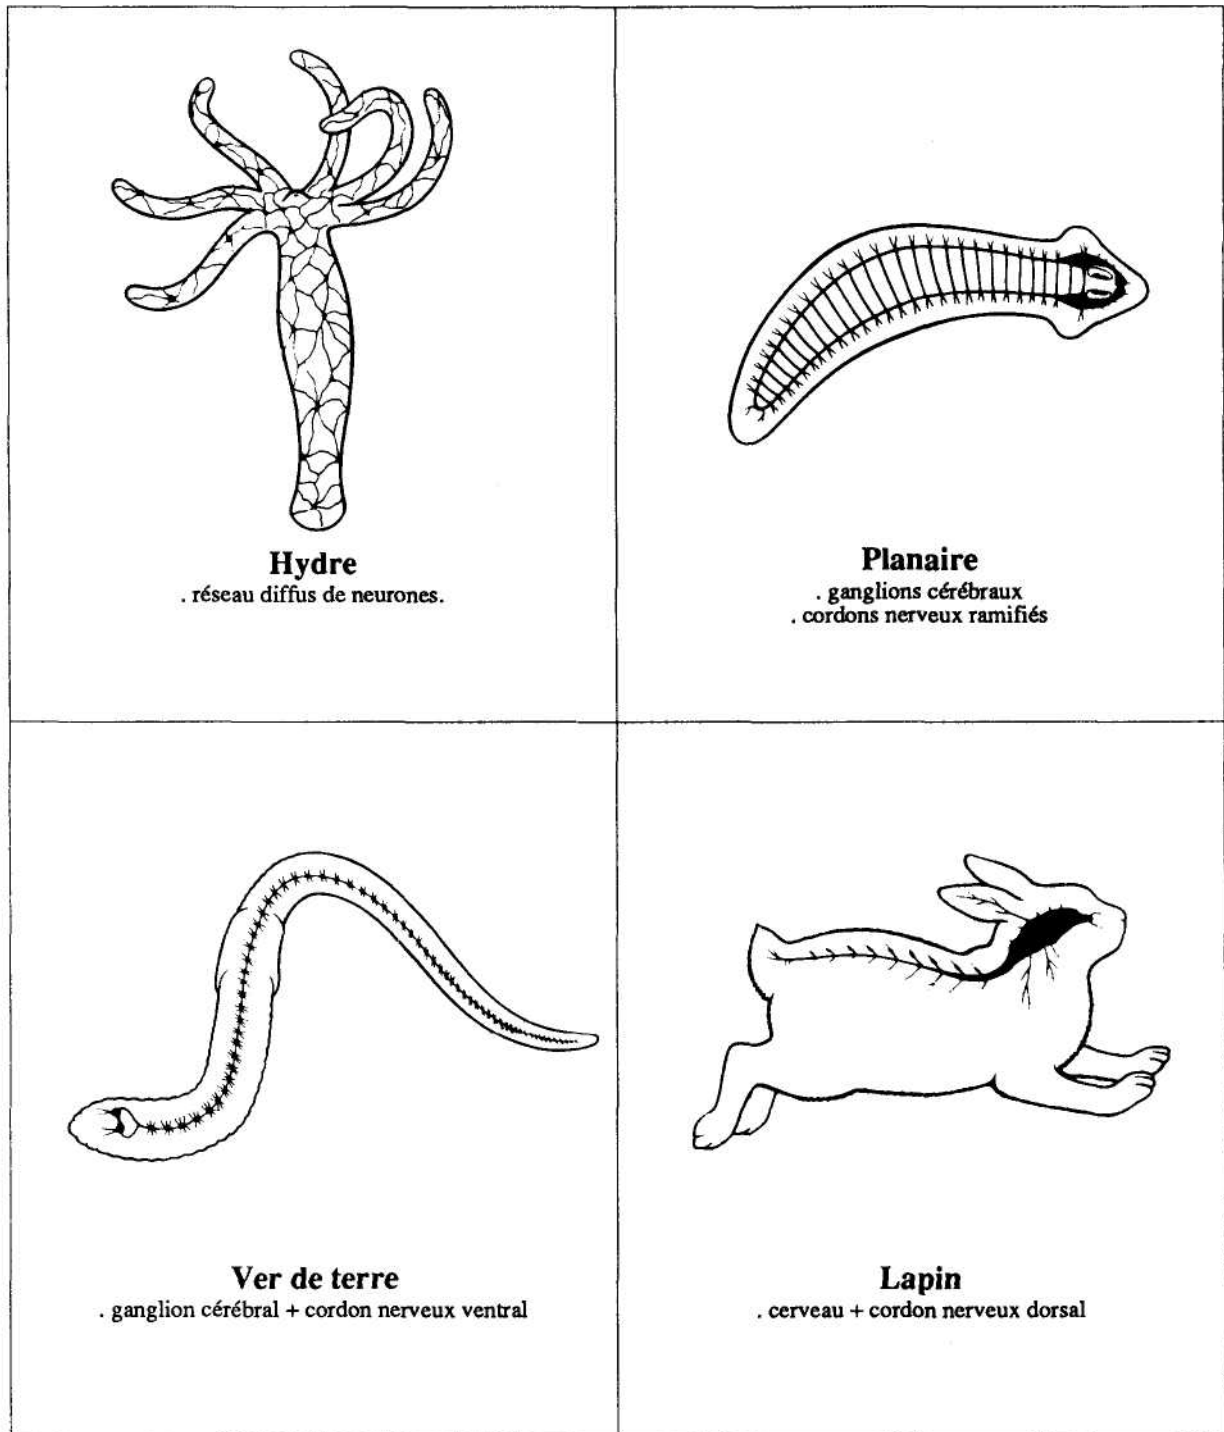 Hydre
. réseau diffus de neurones.
Planaire
. ganglions cérébraux
. cordons nerveux ramifiés
Ver de terre
. ganglion cérébral + cordon nerveux ventral
Lapin
. cerveau + cordon nerveux dorsal